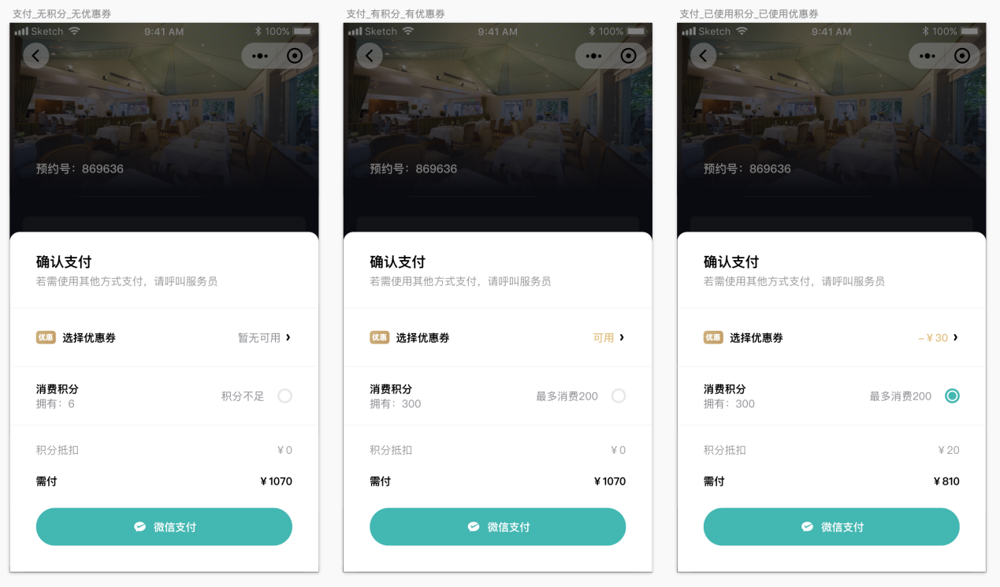 支付_无积分_无优惠券
Sketch 9:41 AM 100%
预约号：869636
确认支付
若需使用其他方式支付，请呼叫服务员
优惠 选择优惠券 暂无可用
消费积分
拥有：6
积分不足
积分抵扣 ￥0
需付 ￥1070
微信支付
支付_有积分_有优惠券
Sketch 9:41 AM 100%
预约号：869636
确认支付
若需使用其他方式支付，请呼叫服务员
优惠 选择优惠券 可用
消费积分
拥有：300
最多消费200
积分抵扣 ￥0
需付 ￥1070
微信支付
支付_已使用积分_已使用优惠券
Sketch 9:41 AM 100%
预约号：869636
确认支付
若需使用其他方式支付，请呼叫服务员
优惠 选择优惠券 –￥30
消费积分
拥有：300
最多消费200
积分抵扣 ￥20
需付 ￥810
微信支付